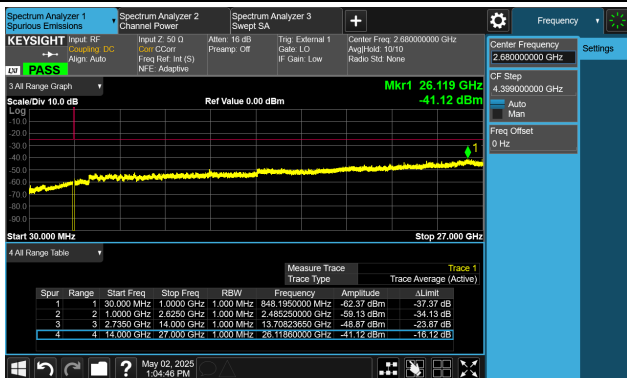 Spectrum Analyzer 1
Spurious Emissions
Spectrum Analyzer 2
Channel Power
Spectrum Analyzer 3
Swept SA
Frequency
KEYSIGHT
Input: RF
Coupling: DC
Align: Auto
Input Z: 50 Ω
Corr CCorr
Freq Ref: Int (S)
NFE: Adaptive
Atten: 16 dB
Preamp: Off
Trig: External 1
Gate: LO
IF Gain: Low
Center Freq: 2.680000000 GHz
Avg|Hold: 10/10
Radio Std: None
LXI PASS
Center Frequency
2.680000000 GHz
Settings
CF Step
4.399000000 GHz
Auto
Man
Freq Offset
0 Hz
3 All Range Graph
Mkr1 26.119 GHz
-41.12 dBm
Scale/Div 10.0 dB
Ref Value 0.00 dBm
Log
-10.0
-20.0
-30.0
-40.0
-50.0
-60.0
-70.0
-80.0
-90.0
1
Start 30.000 MHz
Stop 27.000 GHz
4 All Range Table
Measure Trace Trace 1
Trace Type Trace Average (Active)
Spur Range Start Freq Stop Freq RBW Frequency Amplitude ΔLimit
1 1 30.000 MHz 1.0000 GHz 1.000 MHz 848.1950000 MHz -62.37 dBm -37.37 dB
2 2 1.0000 GHz 2.6250 GHz 1.000 MHz 2.485250000 GHz -59.13 dBm -34.13 dB
3 3 2.7350 GHz 14.000 GHz 1.000 MHz 13.70823650 GHz -48.87 dBm -23.87 dB
4 4 14.000 GHz 27.000 GHz 1.000 MHz 26.11860000 GHz -41.12 dBm -16.12 dB
May 02, 2025
1:04:46 PM